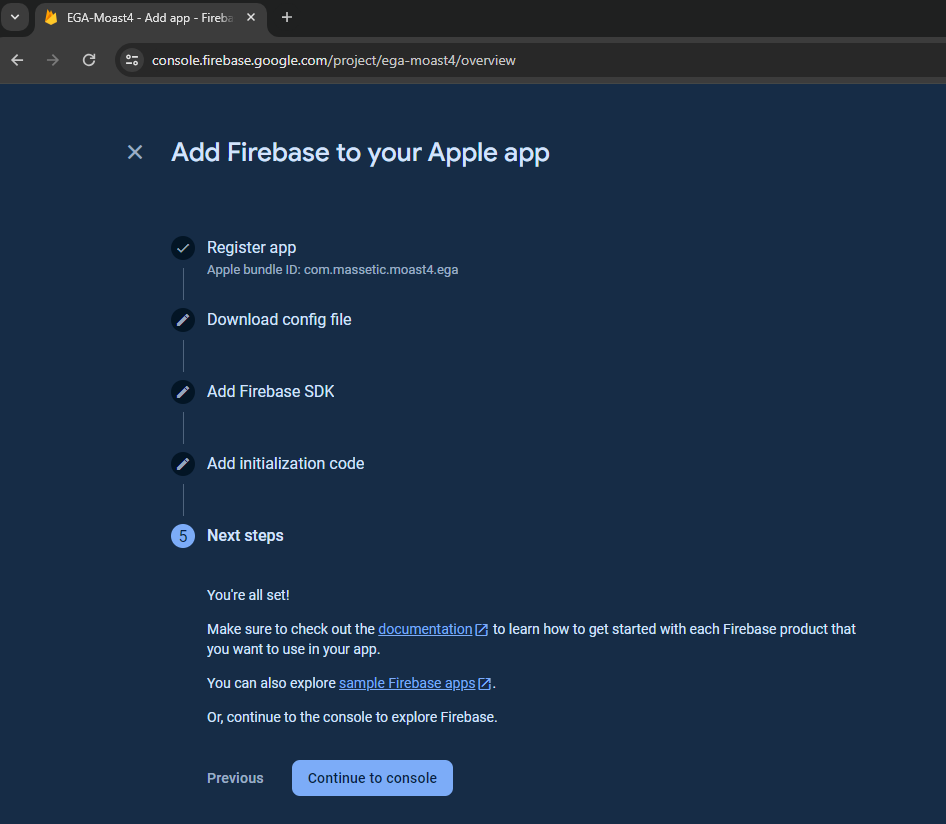 EGA-Moast4 - Add app - Fireba
console.firebase.google.com/project/ega-moast4/overview
Add Firebase to your Apple app
Register app
Apple bundle ID: com.massetic.moast4.ega
Download config file
Add Firebase SDK
Add initialization code
5 Next steps
You're all set!
Make sure to check out the documentation to learn how to get started with each Firebase product that
you want to use in your app.
You can also explore sample Firebase apps.
Or, continue to the console to explore Firebase.
Previous Continue to console